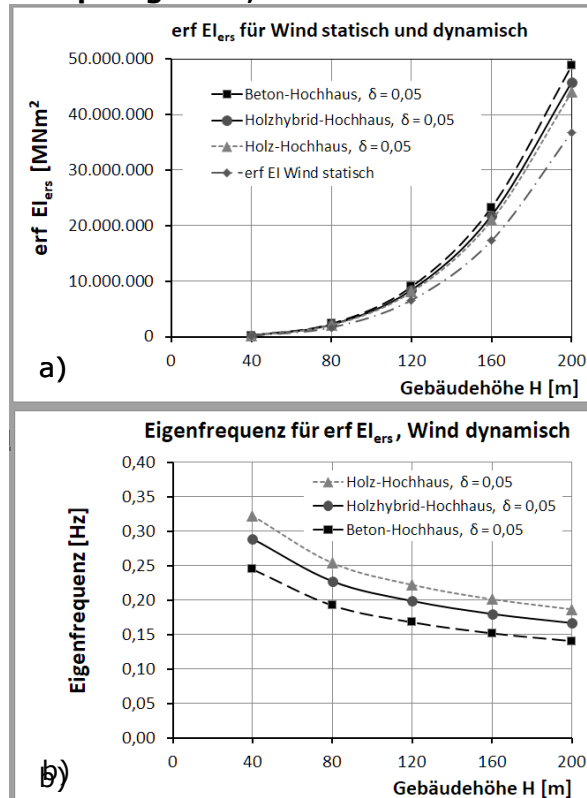 a)
erf EIers für Wind statisch und dynamisch
erf EIers [MNm²]
50.000.000
40.000.000
30.000.000
20.000.000
10.000.000
0
Beton-Hochhaus, δ = 0,05
Holzhybrid-Hochhaus, δ = 0,05
Holz-Hochhaus, δ = 0,05
erf EI Wind statisch
0 40 80 120 160 200
Gebäudehöhe H [m]
b)
Eigenfrequenz für erf EIers, Wind dynamisch
Eigenfrequenz [Hz]
0,40
0,35
0,30
0,25
0,20
0,15
0,10
0,05
0,00
Holz-Hochhaus, δ = 0,05
Holzhybrid-Hochhaus, δ = 0,05
Beton-Hochhaus, δ = 0,05
0 40 80 120 160 200
Gebäudehöhe H [m]